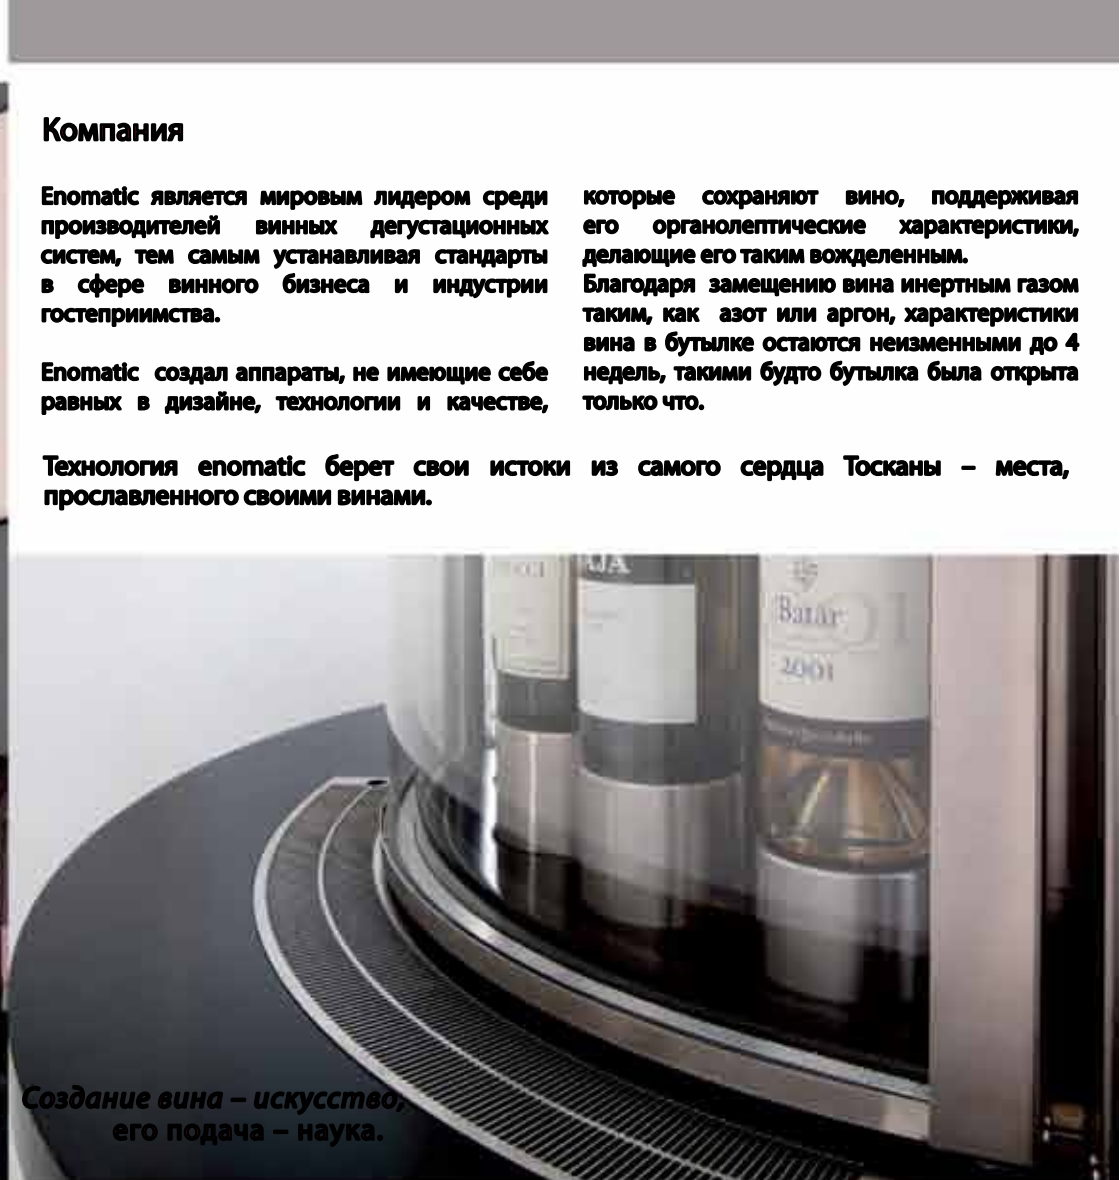 Компания
Enomatic является мировым лидером среди
производителей винных дегустационных
систем, тем самым устанавливая стандарты
в сфере винного бизнеса и индустрии
гостеприимства.
Enomatic создал аппараты, не имеющие себе
равных в дизайне, технологии и качестве,
которые сохраняют вино, поддерживая
его органолептические характеристики,
делающие его таким вожделенным.
Благодаря замещению вина инертным газом
таким, как азот или аргон, характеристики
вина в бутылке остаются неизменными до 4
недель, такими будто бутылка была открыта
только что.
Технология enomatic берет свои истоки из самого сердца Тосканы – места,
прославленного своими винами.
Batàr
2001
Создание вина – искусство,
его подача – наука.